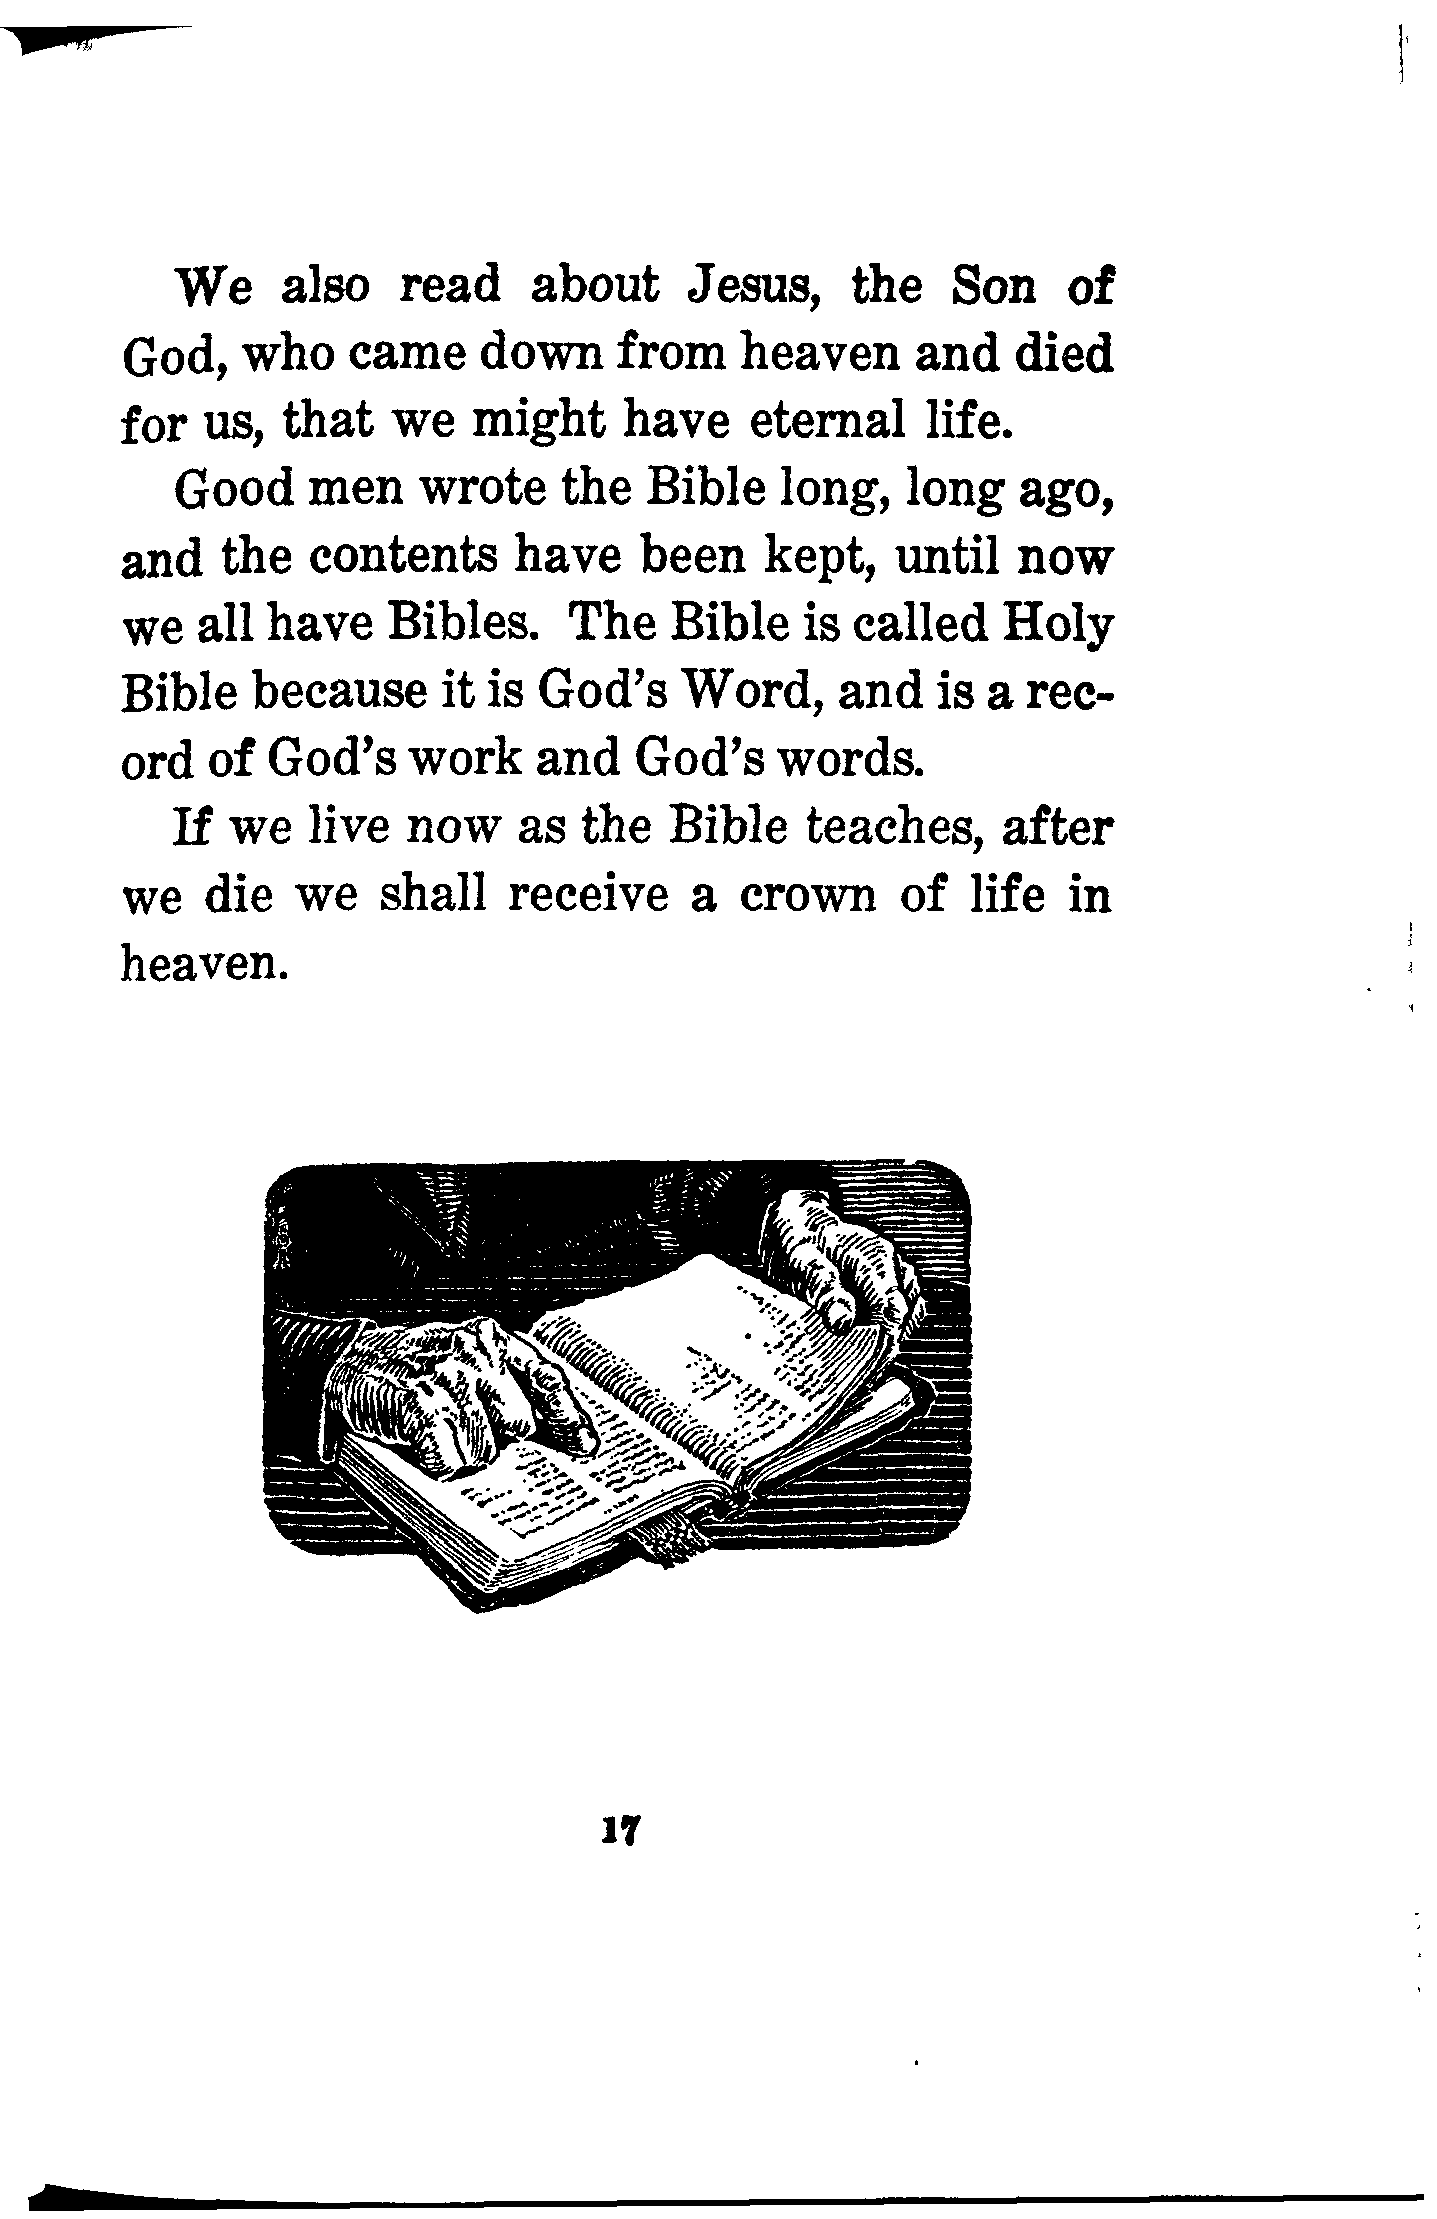 We also read about Jesus, the Son of
God, who came down from heaven and died
for us, that we might have eternal life.
Good men wrote the Bible long, long ago,
and the contents have been kept, until now
we all have Bibles. The Bible is called Holy
Bible because it is God's Word, and is a rec-
ord of God's work and God's words.
If we live now as the Bible teaches, after
we die we shall receive a crown of life in
heaven.
17